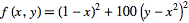 f (x, y) = (1 − x)² + 100 (y − x²)²